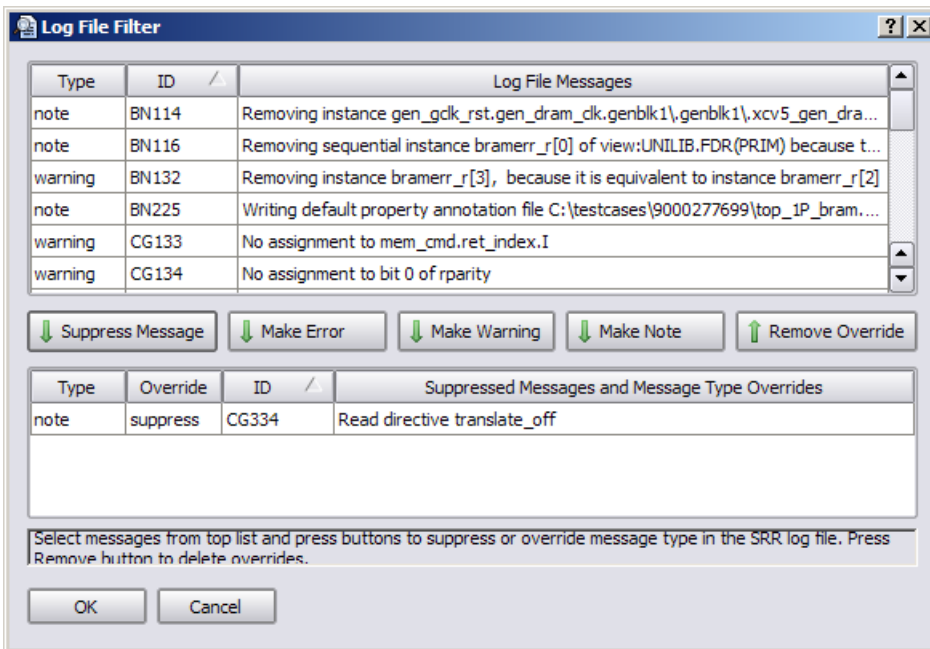 Log File Filter
Type ID Log File Messages
note BN114 Removing instance gen_gclk_rst.gen_dram_clk.genblk1\.genblk1\.xcv5_gen_dra...
note BN116 Removing sequential instance bramerr_r[0] of view:UNILIB.FDR(PRIM) because t...
warning BN132 Removing instance bramerr_r[3], because it is equivalent to instance bramerr_r[2]
note BN225 Writing default property annotation file C:\testcases\9000277699\top_1P_bram....
warning CG133 No assignment to mem_cmd.ret_index.I
warning CG134 No assignment to bit 0 of rparity
Suppress Message Make Error Make Warning Make Note Remove Override
Type Override ID Suppressed Messages and Message Type Overrides
note suppress CG334 Read directive translate_off
Select messages from top list and press buttons to suppress or override message type in the SRR log file. Press
Remove button to delete overrides.
OK Cancel